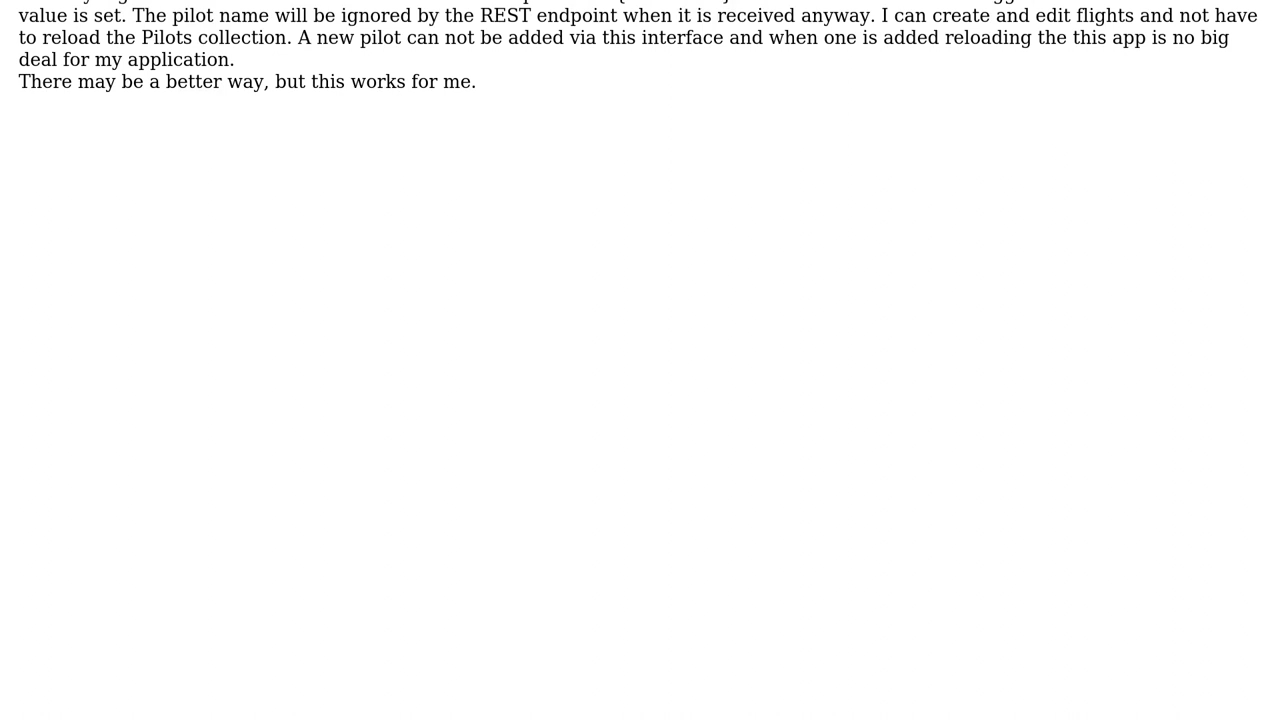 value is set. The pilot name will be ignored by the REST endpoint when it is received anyway. I can create and edit flights and not have
to reload the Pilots collection. A new pilot can not be added via this interface and when one is added reloading the this app is no big
deal for my application.
There may be a better way, but this works for me.